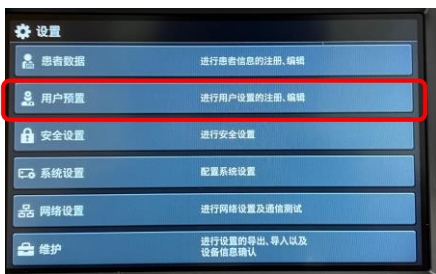 设置
患者数据 进行患者信息的注册、编辑
用户预置 进行用户设置的注册、编辑
安全设置 进行安全设置
系统设置 配置系统设置
网络设置 进行网络设置及通信测试
维护 进行设置的导出、导入以及
设备信息确认